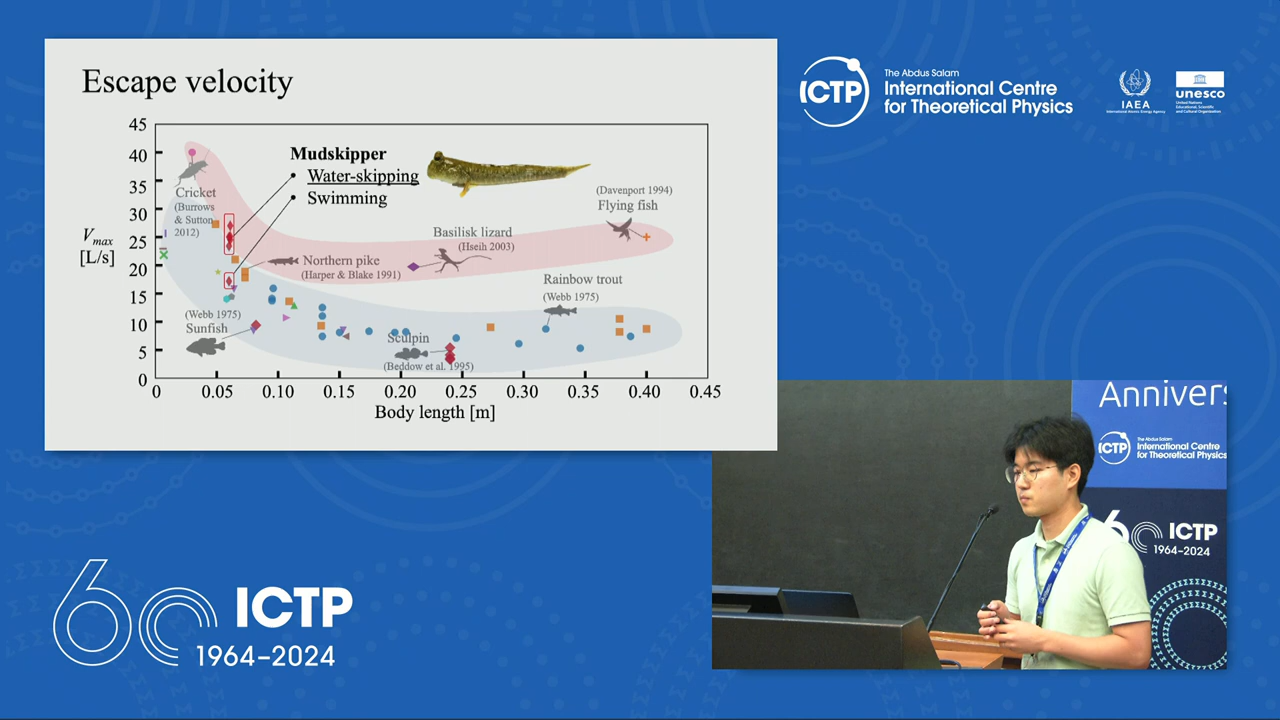 Escape velocity
45
40
35
30
25
20
15
10
5
0
V_max
[L/s]
0
0.05
0.10
0.15
0.20
0.25
0.30
0.35
0.40
0.45
Body length [m]
Mudskipper
• Water-skipping
• Swimming
Cricket
(Burrows
& Sutton
2012)
(Davenport 1994)
Flying fish
Basilisk lizard
(Hseih 2003)
Northern pike
(Harper & Blake 1991)
Rainbow trout
(Webb 1975)
(Webb 1975)
Sunfish
Sculpin
(Beddow et al. 1995)
ICTP
The Abdus Salam
International Centre
for Theoretical Physics
IAEA
International Atomic Energy Agency
unesco
United Nations
Educational, Scientific
and Cultural Organization
Annivers
ICTP
The Abdus Salam
International Centre
for Theoretical Physics
60 ICTP
1964-2024
60 ICTP
1964-2024